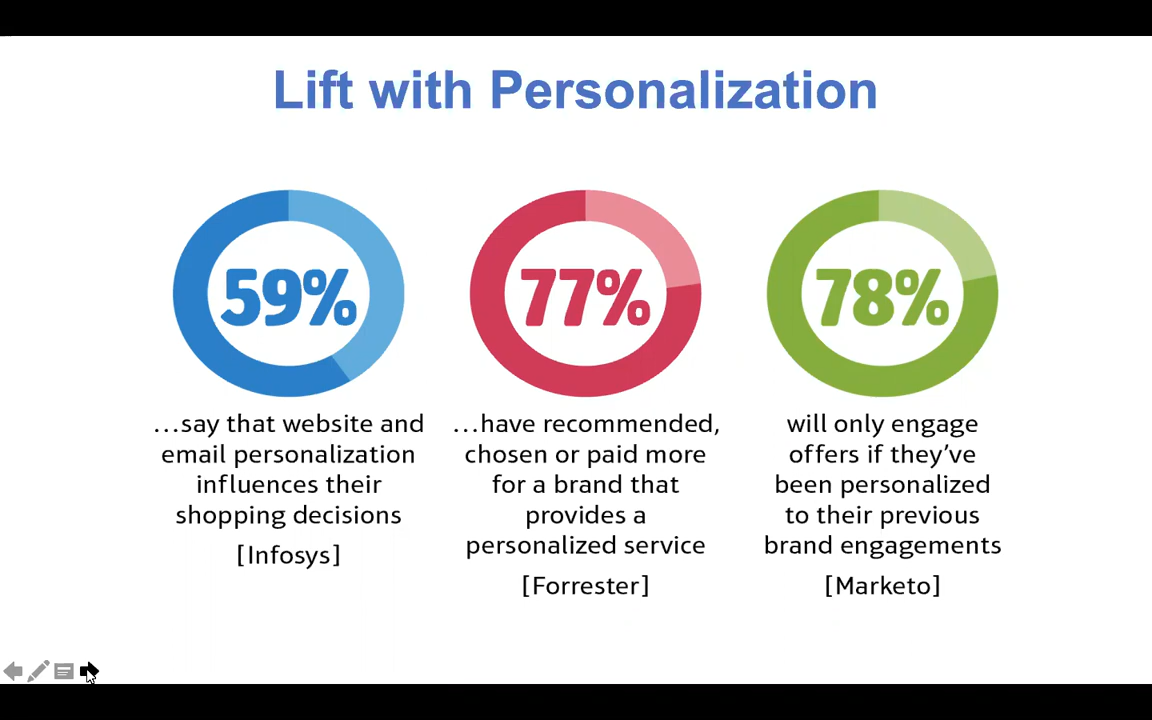 Lift with Personalization
59%
…say that website and
email personalization
influences their
shopping decisions
[Infosys]
77%
…have recommended,
chosen or paid more
for a brand that
provides a
personalized service
[Forrester]
78%
will only engage
offers if they’ve
been personalized
to their previous
brand engagements
[Marketo]